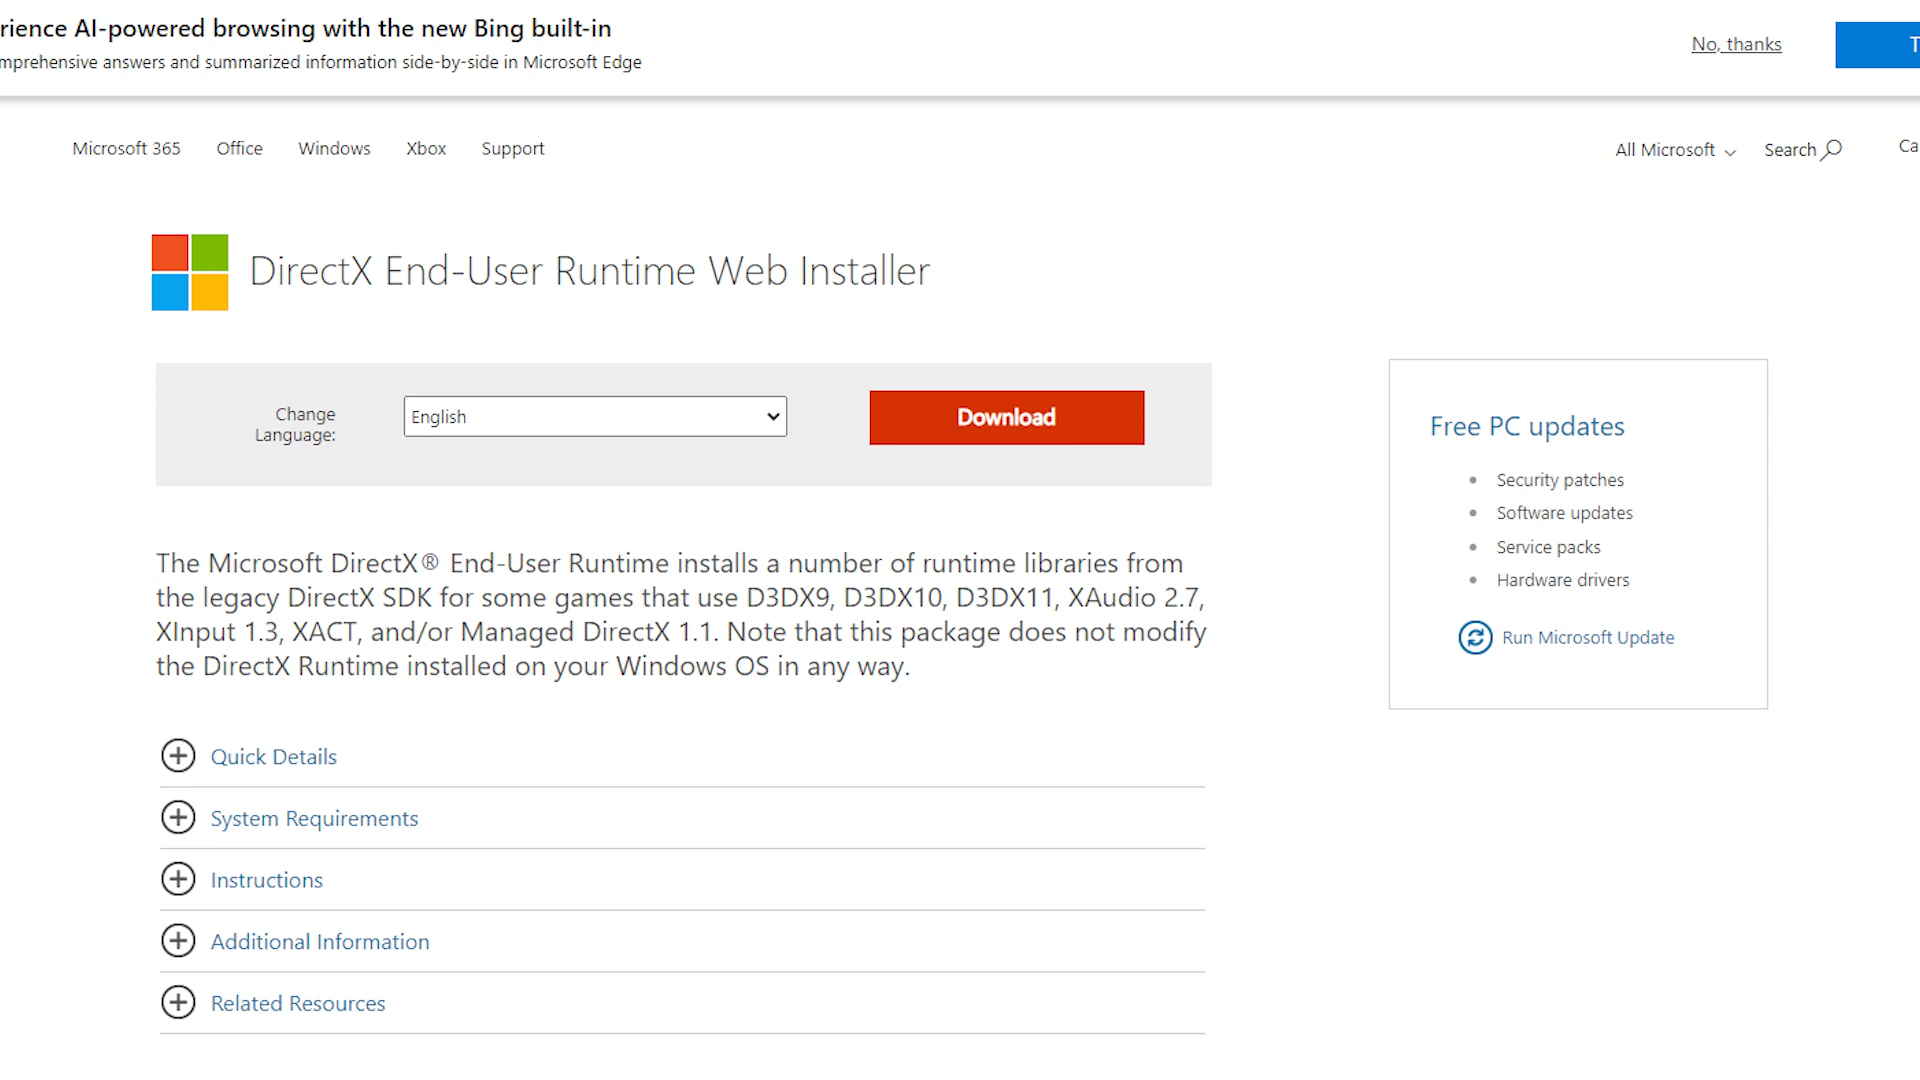 rience AI-powered browsing with the new Bing built-in
mprehensive answers and summarized information side-by-side in Microsoft Edge
No, thanks
T
Microsoft 365 Office Windows Xbox Support
All Microsoft Search Ca
DirectX End-User Runtime Web Installer
Change
Language:
English
Download
The Microsoft DirectX® End-User Runtime installs a number of runtime libraries from
the legacy DirectX SDK for some games that use D3DX9, D3DX10, D3DX11, XAudio 2.7,
XInput 1.3, XACT, and/or Managed DirectX 1.1. Note that this package does not modify
the DirectX Runtime installed on your Windows OS in any way.
Quick Details
System Requirements
Instructions
Additional Information
Related Resources
Free PC updates
Security patches
Software updates
Service packs
Hardware drivers
Run Microsoft Update